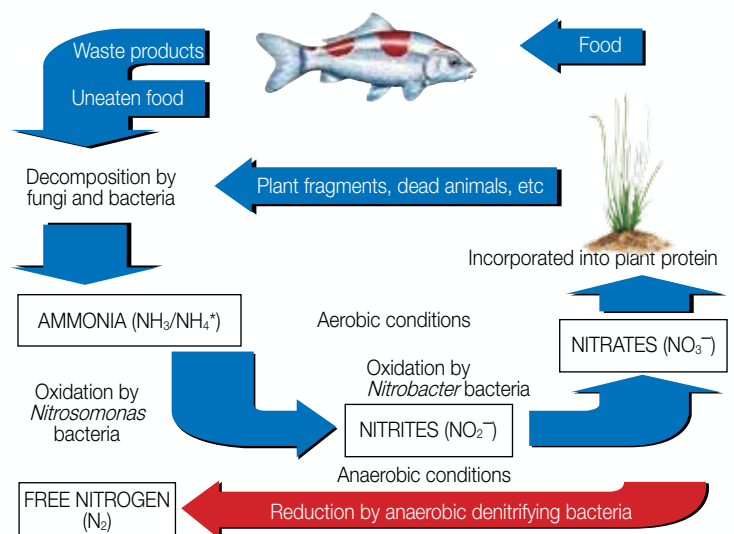 Waste products
Food
Uneaten food
Decomposition by
fungi and bacteria
Plant fragments, dead animals, etc
Incorporated into plant protein
AMMONIA (NH₃/NH₄*)
Aerobic conditions
NITRATES (NO₃⁻)
Oxidation by
Nitrosomonas
bacteria
Oxidation by
Nitrobacter bacteria
NITRITES (NO₂⁻)
Anaerobic conditions
FREE NITROGEN
(N₂)
Reduction by anaerobic denitrifying bacteria